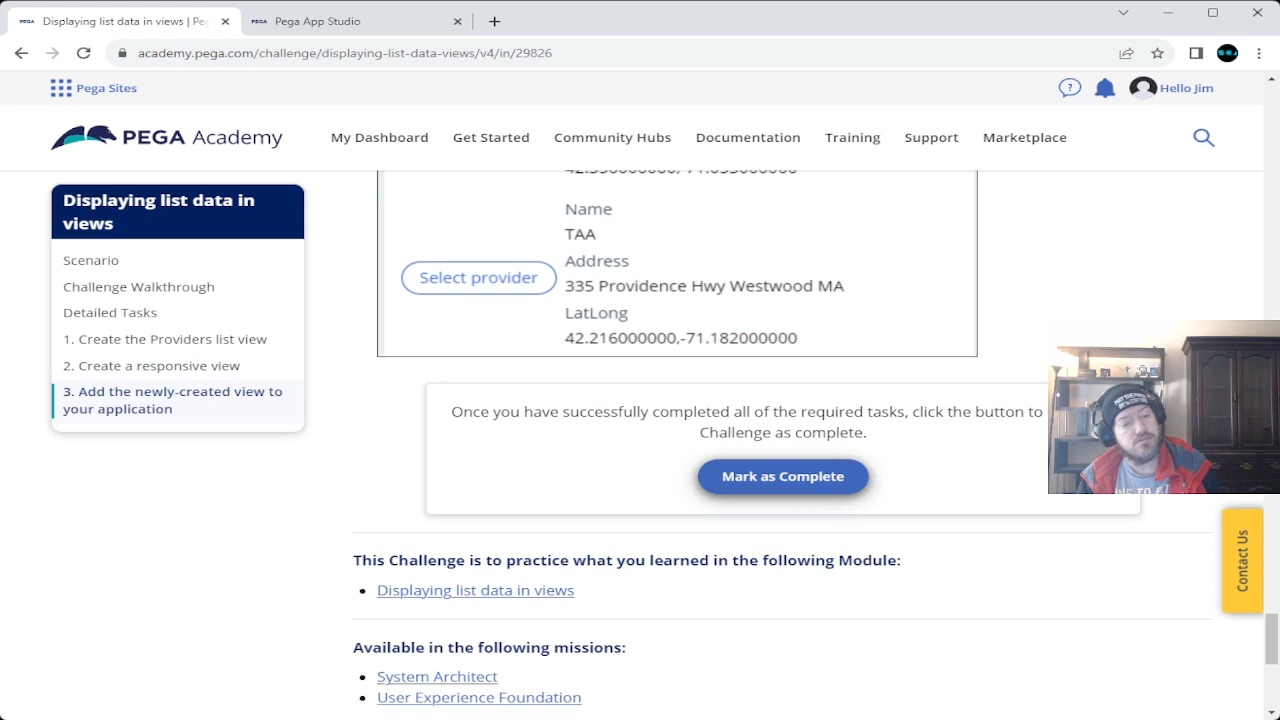 Displaying list data in views | Pe
Pega App Studio
academy.pega.com/challenge/displaying-list-data-views/v4/in/29826
Pega Sites
Hello Jim
PEGA Academy
My Dashboard
Get Started
Community Hubs
Documentation
Training
Support
Marketplace
Displaying list data in
views
Scenario
Challenge Walkthrough
Detailed Tasks
1. Create the Providers list view
2. Create a responsive view
3. Add the newly-created view to
your application
Name
TAA
Select provider
Address
335 Providence Hwy Westwood MA
LatLong
42.216000000,-71.182000000
Once you have successfully completed all of the required tasks, click the button to
Challenge as complete.
Mark as Complete
This Challenge is to practice what you learned in the following Module:
Displaying list data in views
Available in the following missions:
System Architect
User Experience Foundation
Contact Us